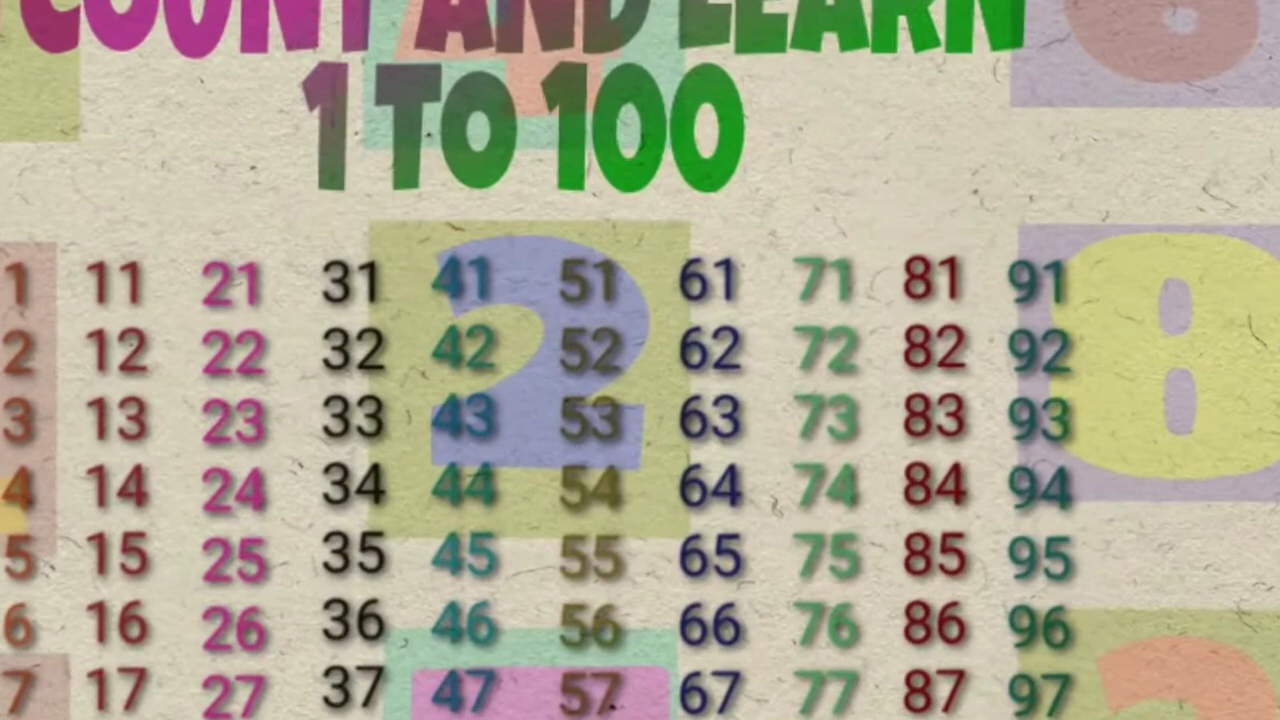 COUNT AND LEARN
1 TO 100
1 11 21 31 41 51 61 71 81 91
2 12 22 32 42 52 62 72 82 92
3 13 23 33 43 53 63 73 83 93
4 14 24 34 44 54 64 74 84 94
5 15 25 35 45 55 65 75 85 95
6 16 26 36 46 56 66 76 86 96
7 17 27 37 47 57 67 77 87 97
2
8